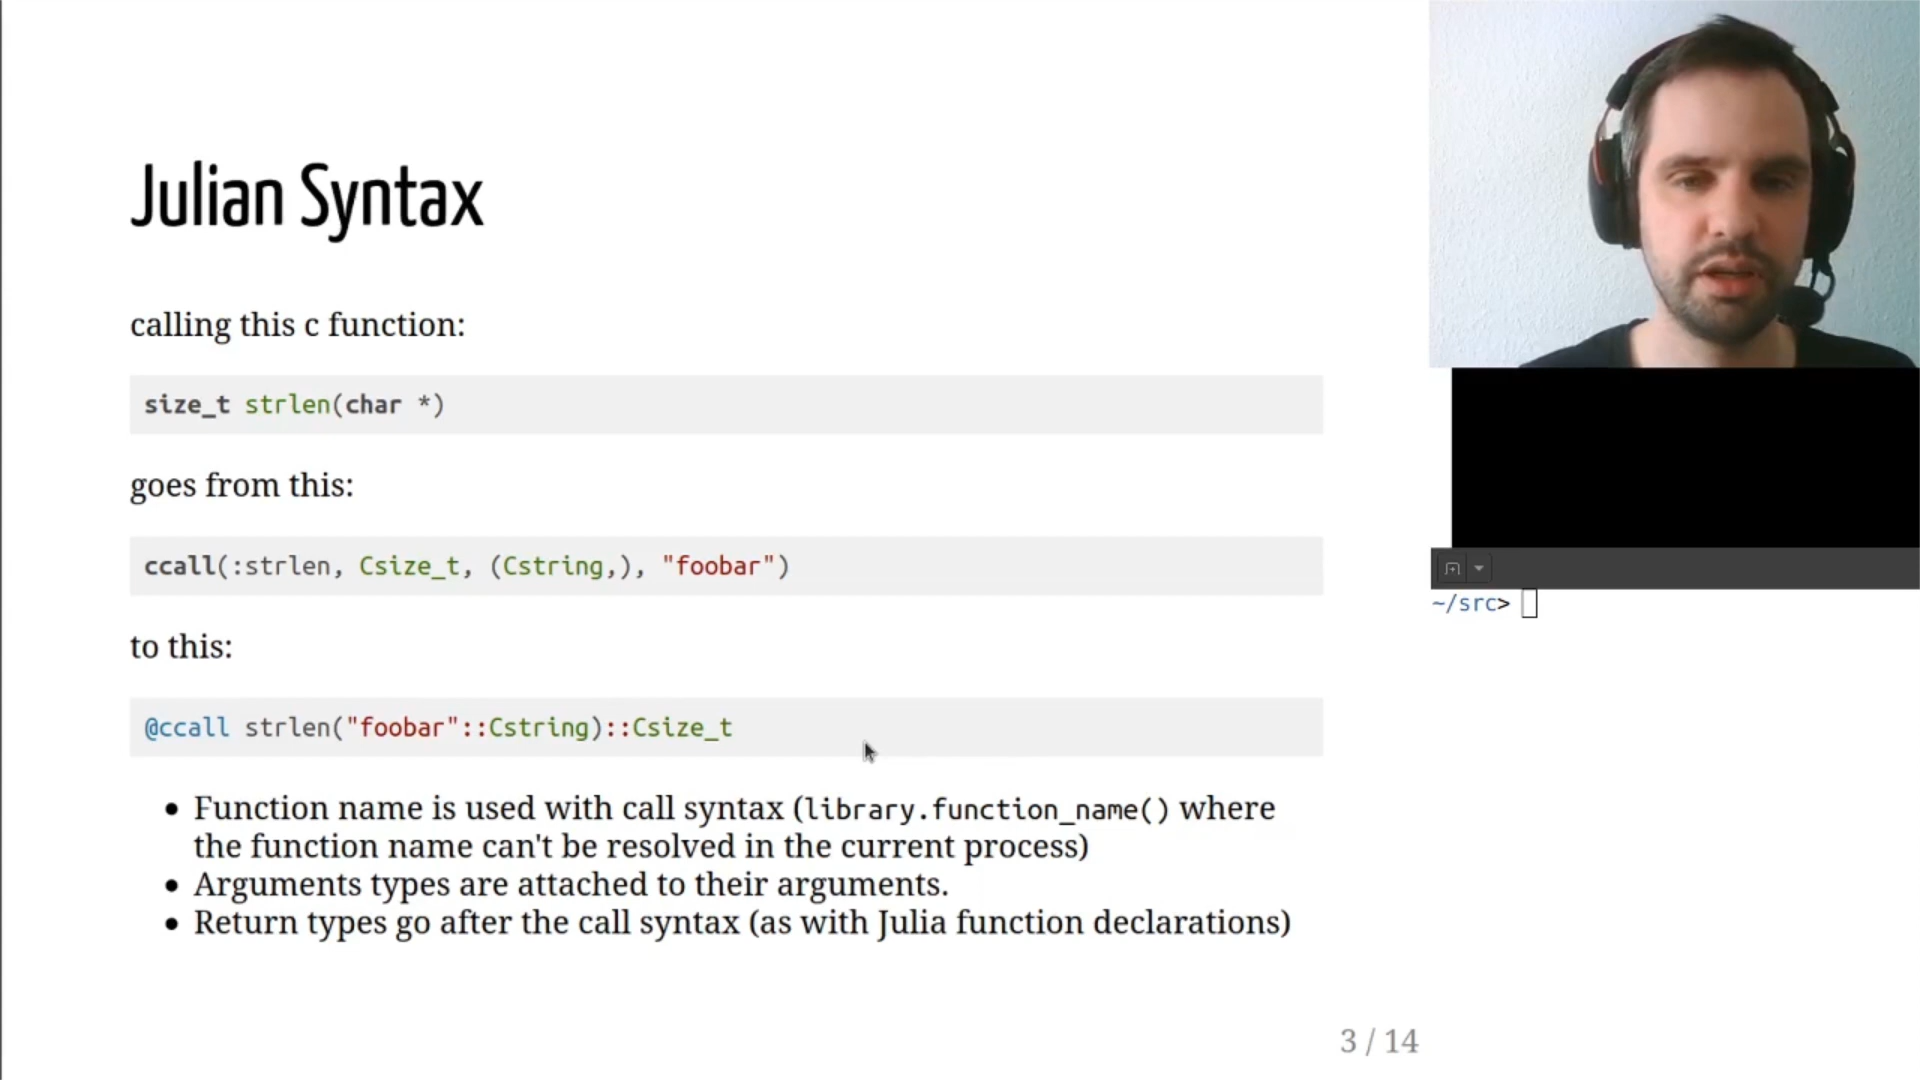 Julian Syntax
calling this c function:
size_t strlen(char *)
goes from this:
ccall(:strlen, Csize_t, (Cstring,), "foobar")
to this:
@ccall strlen("foobar"::Cstring)::Csize_t
• Function name is used with call syntax (library.function_name() where
the function name can't be resolved in the current process)
• Arguments types are attached to their arguments.
• Return types go after the call syntax (as with Julia function declarations)
3 / 14
~/src>